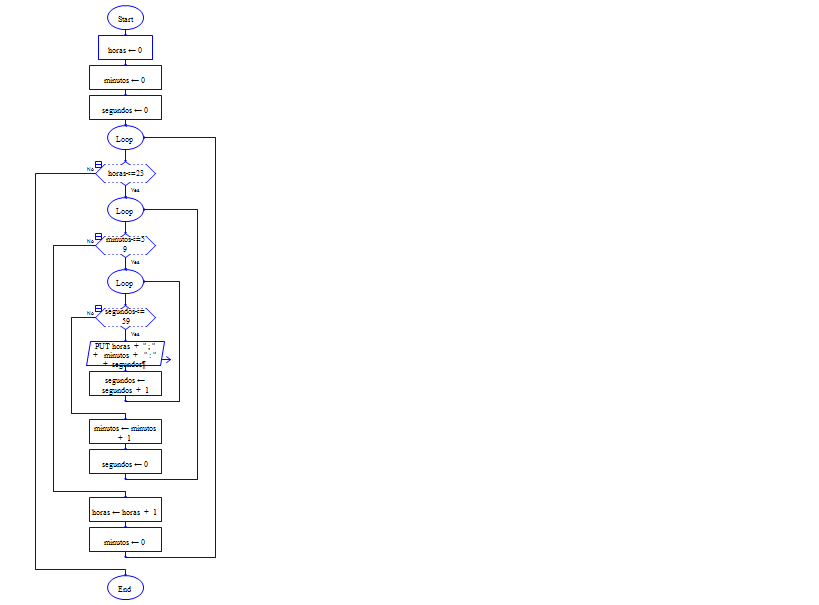 Start
horas ← 0
minutos ← 0
segundos ← 0
Loop
No
horas<=23
Yes
Loop
No
minutos<=5
9
Yes
Loop
No
segundos<=
59
Yes
PUT horas + ":"
+ minutos + ":"
+ segundos¶
segundos ←
segundos + 1
minutos ← minutos
+ 1
segundos ← 0
horas ← horas + 1
minutos ← 0
End